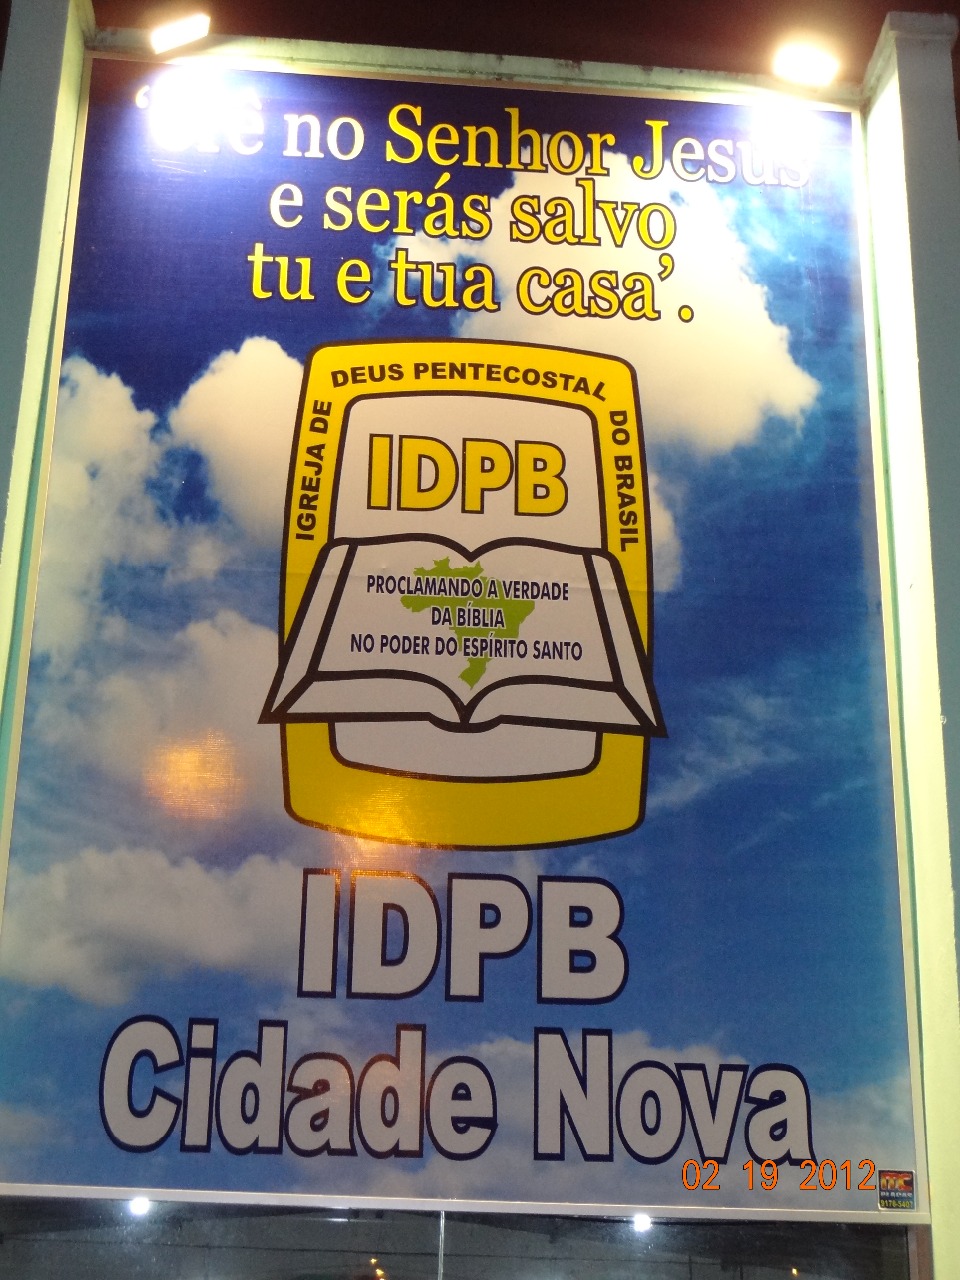 "Crê no Senhor Jesus
e serás salvo,
tu e tua casa".
IGREJA DE DEUS PENTECOSTAL DO BRASIL
IDPB
PROCLAMANDO A VERDADE
DA BÍBLIA
NO PODER DO ESPÍRITO SANTO
IDPB
Cidade Nova
02 19 2012